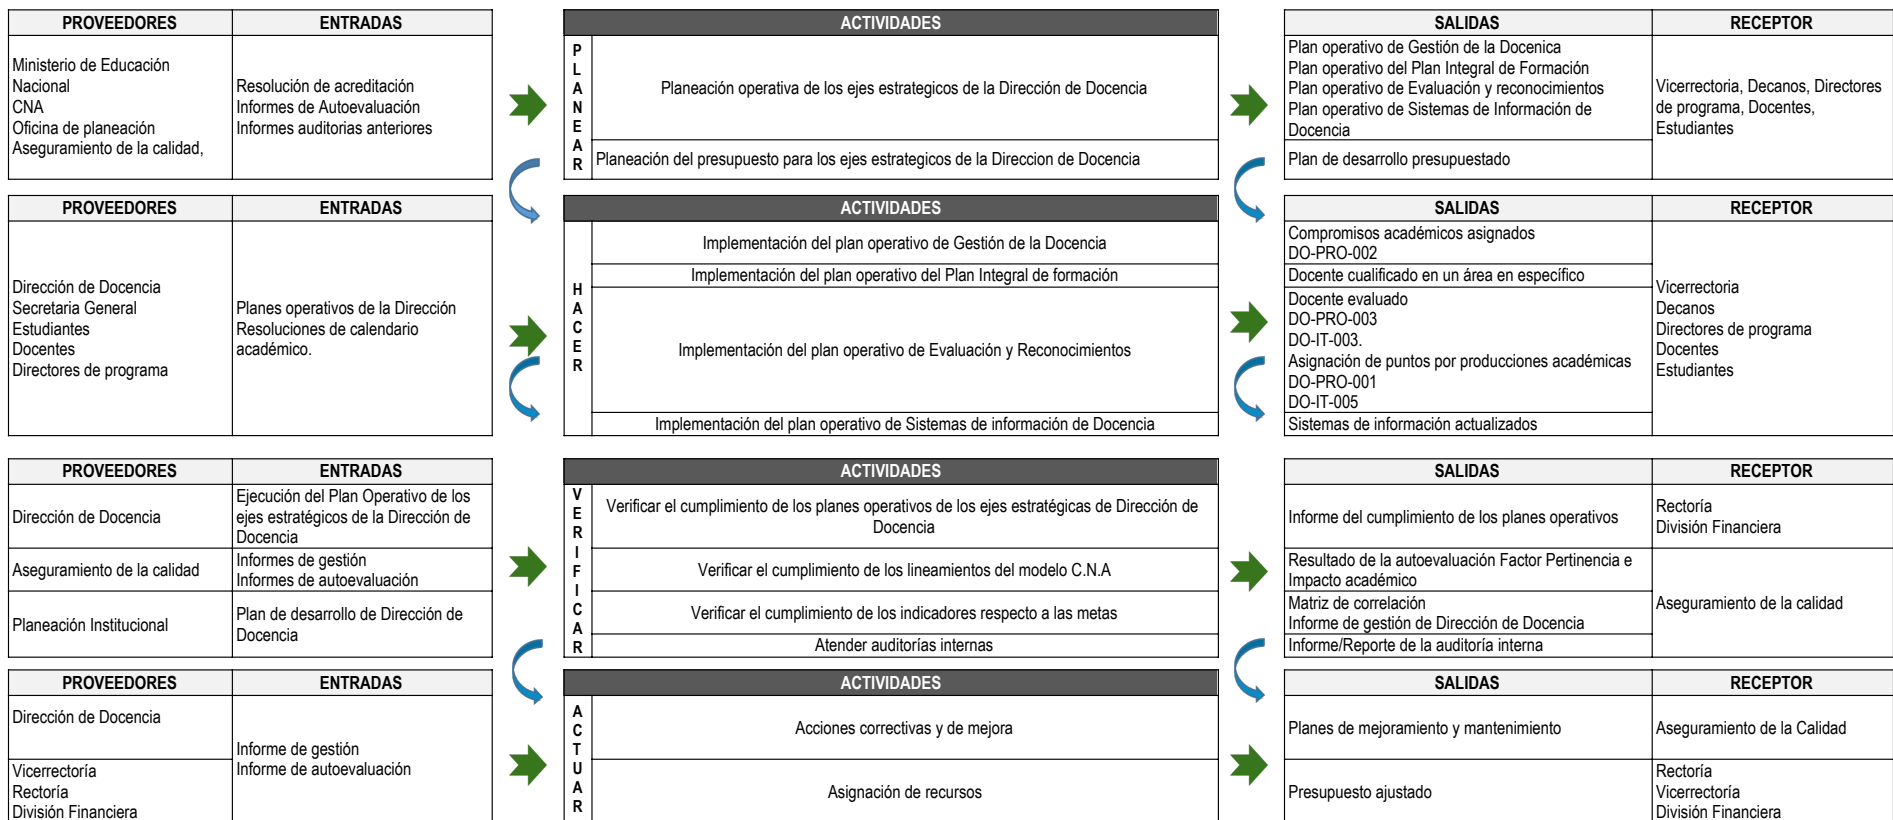 PROVEEDORES
ENTRADAS
ACTIVIDADES
SALIDAS
RECEPTOR
Ministerio de Educación
Nacional
CNA
Oficina de planeación
Aseguramiento de la calidad,
Resolución de acreditación
Informes de Autoevaluación
Informes auditorias anteriores
PLANEAR
Planeación operativa de los ejes estrategicos de la Dirección de Docencia
Planeación del presupuesto para los ejes estrategicos de la Direccion de Docencia
Plan operativo de Gestión de la Docenica
Plan operativo del Plan Integral de Formación
Plan operativo de Evaluación y reconocimientos
Plan operativo de Sistemas de Información de
Docencia
Plan de desarrollo presupuestado
Vicerrectoria, Decanos, Directores
de programa, Docentes,
Estudiantes
PROVEEDORES
ENTRADAS
ACTIVIDADES
SALIDAS
RECEPTOR
Dirección de Docencia
Secretaria General
Estudiantes
Docentes
Directores de programa
Planes operativos de la Dirección
Resoluciones de calendario
académico.
HACER
Implementación del plan operativo de Gestión de la Docencia
Implementación del plan operativo del Plan Integral de formación
Implementación del plan operativo de Evaluación y Reconocimientos
Implementación del plan operativo de Sistemas de información de Docencia
Compromisos académicos asignados
DO-PRO-002
Docente cualificado en un área en específico
Docente evaluado
DO-PRO-003
DO-IT-003.
Asignación de puntos por producciones académicas
DO-PRO-001
DO-IT-005
Sistemas de información actualizados
Vicerrectoria
Decanos
Directores de programa
Docentes
Estudiantes
PROVEEDORES
ENTRADAS
ACTIVIDADES
SALIDAS
RECEPTOR
Dirección de Docencia
Ejecución del Plan Operativo de los
ejes estratégicos de la Dirección de
Docencia
Aseguramiento de la calidad
Informes de gestión
Informes de autoevaluación
Planeación Institucional
Plan de desarrollo de Dirección de
Docencia
VERIFICAR
Verificar el cumplimiento de los planes operativos de los ejes estratégicas de Dirección de
Docencia
Verificar el cumplimiento de los lineamientos del modelo C.N.A
Verificar el cumplimiento de los indicadores respecto a las metas
Atender auditorías internas
Informe del cumplimiento de los planes operativos
Resultado de la autoevaluación Factor Pertinencia e
Impacto académico
Matriz de correlación
Informe de gestión de Dirección de Docencia
Informe/Reporte de la auditoría interna
Rectoría
División Financiera
Aseguramiento de la calidad
PROVEEDORES
ENTRADAS
ACTIVIDADES
SALIDAS
RECEPTOR
Dirección de Docencia
Vicerrectoría
Rectoría
División Financiera
Informe de gestión
Informe de autoevaluación
ACTUAR
Acciones correctivas y de mejora
Asignación de recursos
Planes de mejoramiento y mantenimiento
Presupuesto ajustado
Aseguramiento de la Calidad
Rectoría
Vicerrectoría
División Financiera